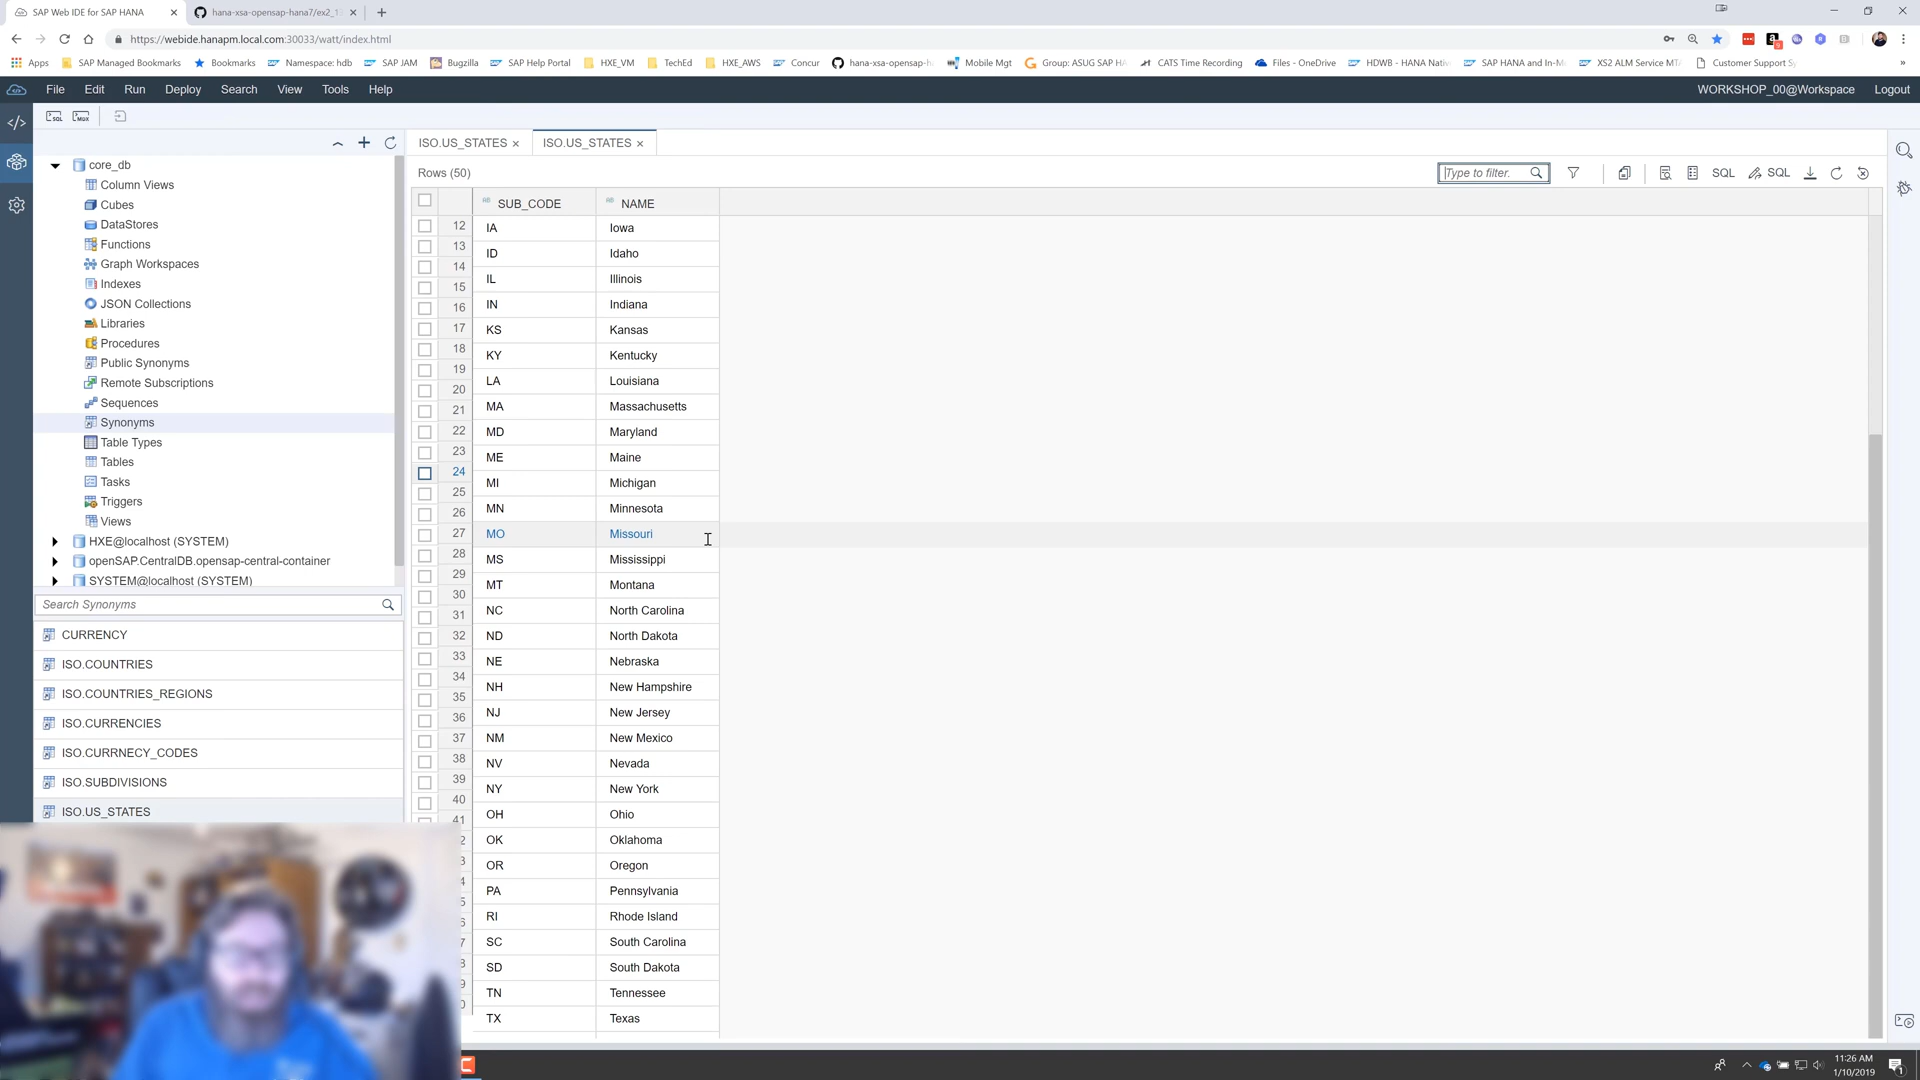 SAP Web IDE for SAP HANA
hana-xsa-opensap-hana7/ex2_1
https://webide.hanapm.local.com:30033/watt/index.html
Apps
SAP Managed Bookmarks
Bookmarks
Namespace: hdb
SAP JAM
Bugzilla
SAP Help Portal
HXE_VM
TechEd
HXE_AWS
Concur
hana-xsa-opensap-h
Mobile Mgt
Group: ASUG SAP HA
CATS Time Recording
Files - OneDrive
HDWB - HANA Nativ
SAP HANA and In-M
XS2 ALM Service MTA
Customer Support Sy
File Edit Run Deploy Search View Tools Help
WORKSHOP_00@Workspace Logout
core_db
Column Views
Cubes
DataStores
Functions
Graph Workspaces
Indexes
JSON Collections
Libraries
Procedures
Public Synonyms
Remote Subscriptions
Sequences
Synonyms
Table Types
Tables
Tasks
Triggers
Views
HXE@localhost (SYSTEM)
openSAP.CentralDB.opensap-central-container
SYSTEM@localhost (SYSTEM)
Search Synonyms
CURRENCY
ISO.COUNTRIES
ISO.COUNTRIES_REGIONS
ISO.CURRENCIES
ISO.CURRNECY_CODES
ISO.SUBDIVISIONS
ISO.US_STATES
ISO.US_STATES
ISO.US_STATES
Rows (50)
Type to filter.
SQL
SQL
SUB_CODE NAME
12
13
14
15
16
17
18
19
20
21
22
23
24
25
26
27
28
29
30
31
32
33
34
35
36
37
38
39
40
41
IA Iowa
ID Idaho
IL Illinois
IN Indiana
KS Kansas
KY Kentucky
LA Louisiana
MA Massachusetts
MD Maryland
ME Maine
MI Michigan
MN Minnesota
MO Missouri
MS Mississippi
MT Montana
NC North Carolina
ND North Dakota
NE Nebraska
NH New Hampshire
NJ New Jersey
NM New Mexico
NV Nevada
NY New York
OH Ohio
OK Oklahoma
OR Oregon
PA Pennsylvania
RI Rhode Island
SC South Carolina
SD South Dakota
TN Tennessee
TX Texas
11:26 AM
1/10/2019